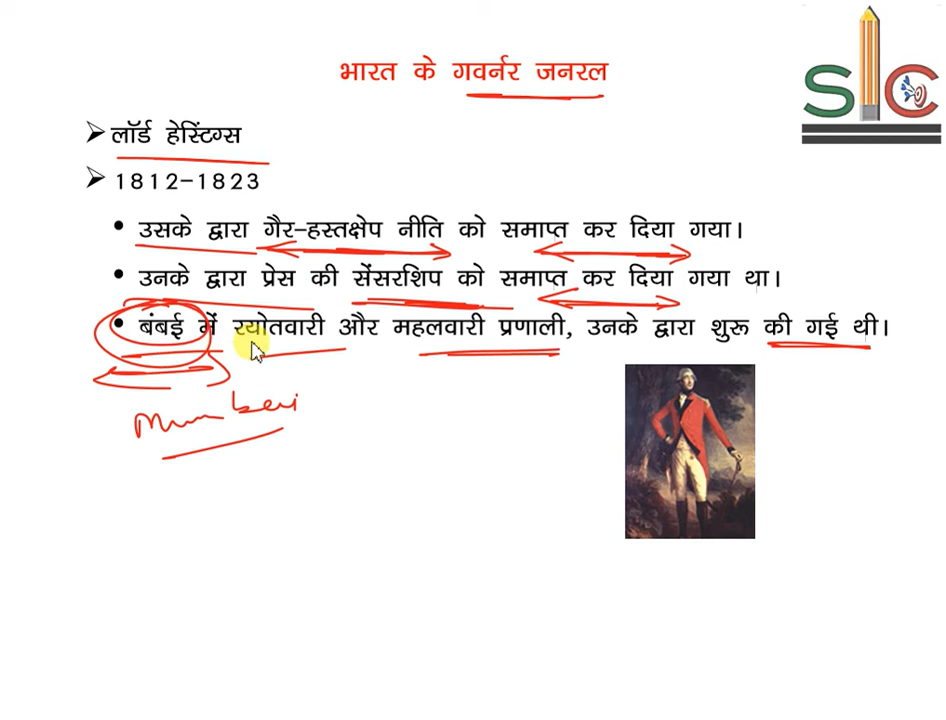 भारत के गवर्नर जनरल
SIC
➤ लॉर्ड हेस्टिंग्स
➤ 1812-1823
• उसके द्वारा गैर-हस्तक्षेप नीति को समाप्त कर दिया गया।
• उनके द्वारा प्रेस की सेंसरशिप को समाप्त कर दिया गया था।
• बंबई में रयोतवारी और महलवारी प्रणाली, उनके द्वारा शुरू की गई थी।
Mumbai